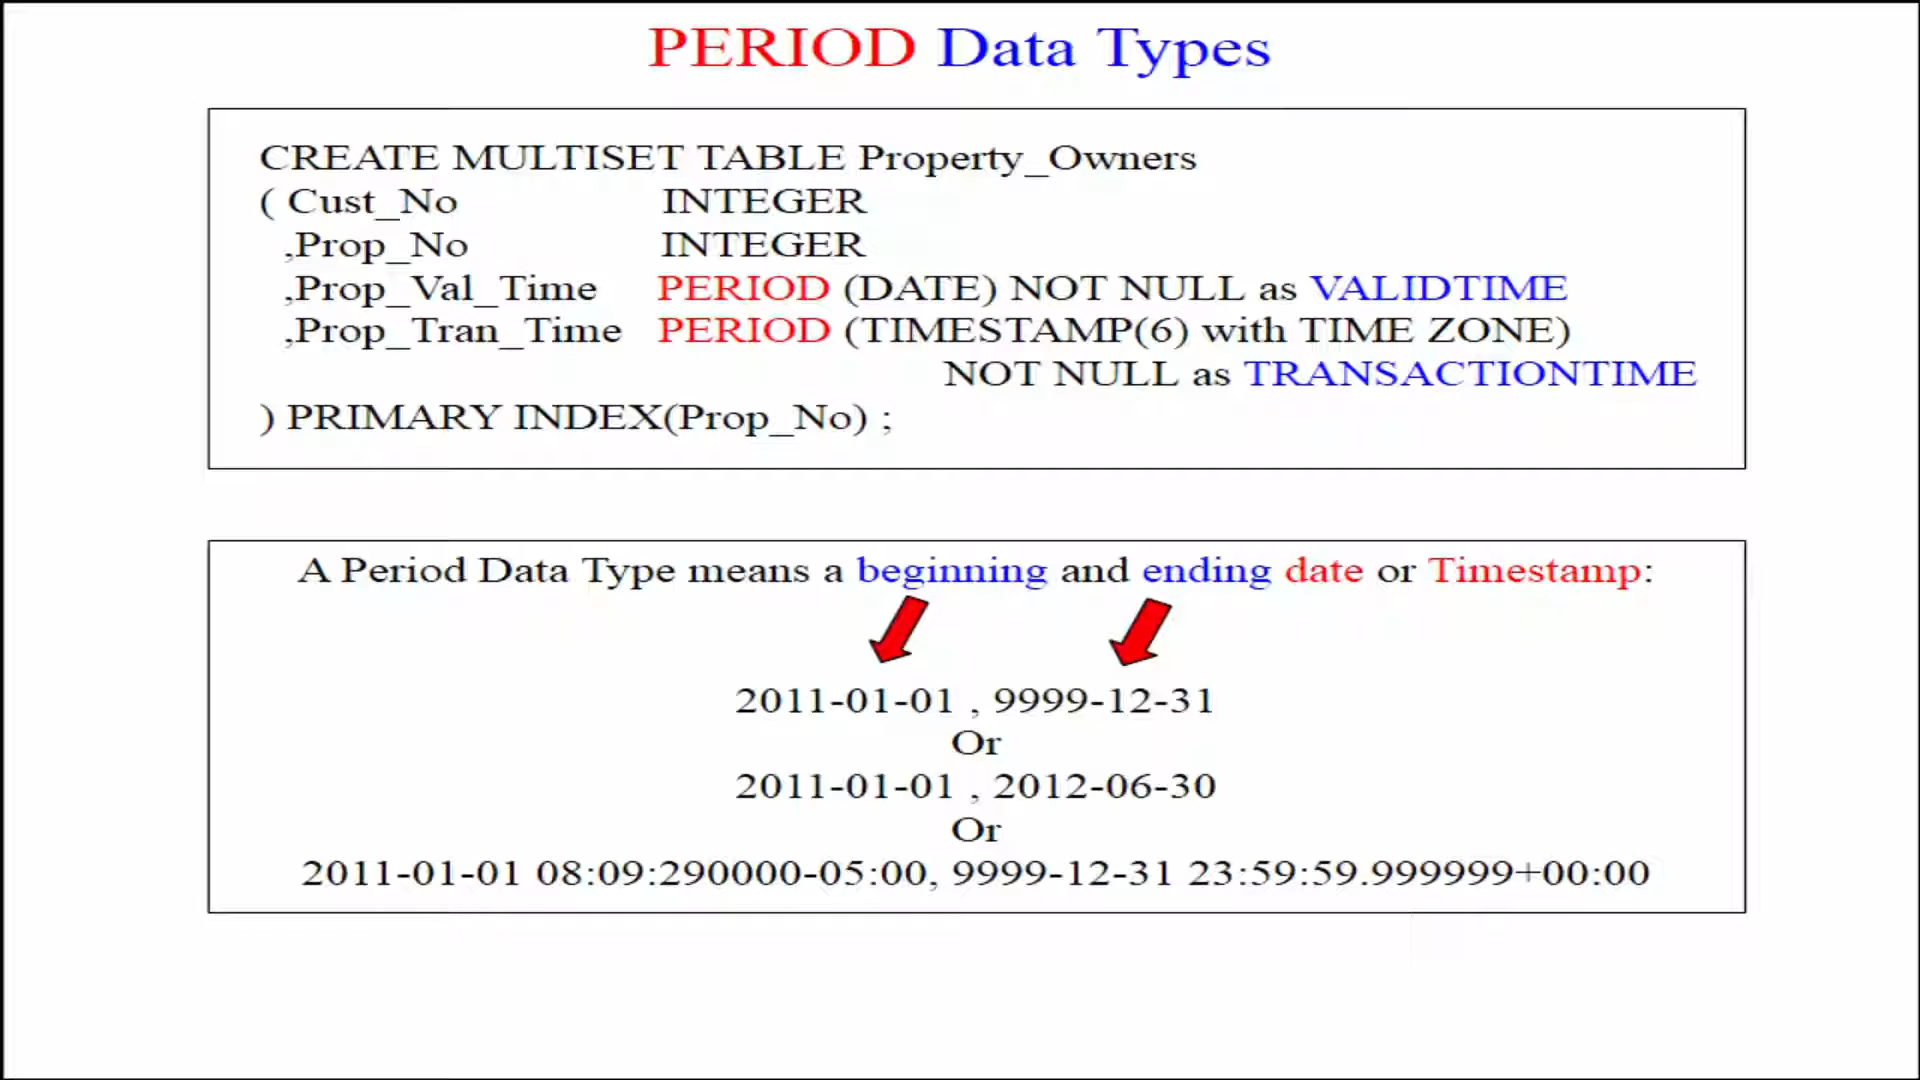 PERIOD Data Types
CREATE MULTISET TABLE Property_Owners
( Cust_No INTEGER
,Prop_No INTEGER
,Prop_Val_Time PERIOD (DATE) NOT NULL as VALIDTIME
,Prop_Tran_Time PERIOD (TIMESTAMP(6) with TIME ZONE)
NOT NULL as TRANSACTIONTIME
) PRIMARY INDEX(Prop_No) ;
A Period Data Type means a beginning and ending date or Timestamp:
2011-01-01 , 9999-12-31
Or
2011-01-01 , 2012-06-30
Or
2011-01-01 08:09:290000-05:00, 9999-12-31 23:59:59.999999+00:00